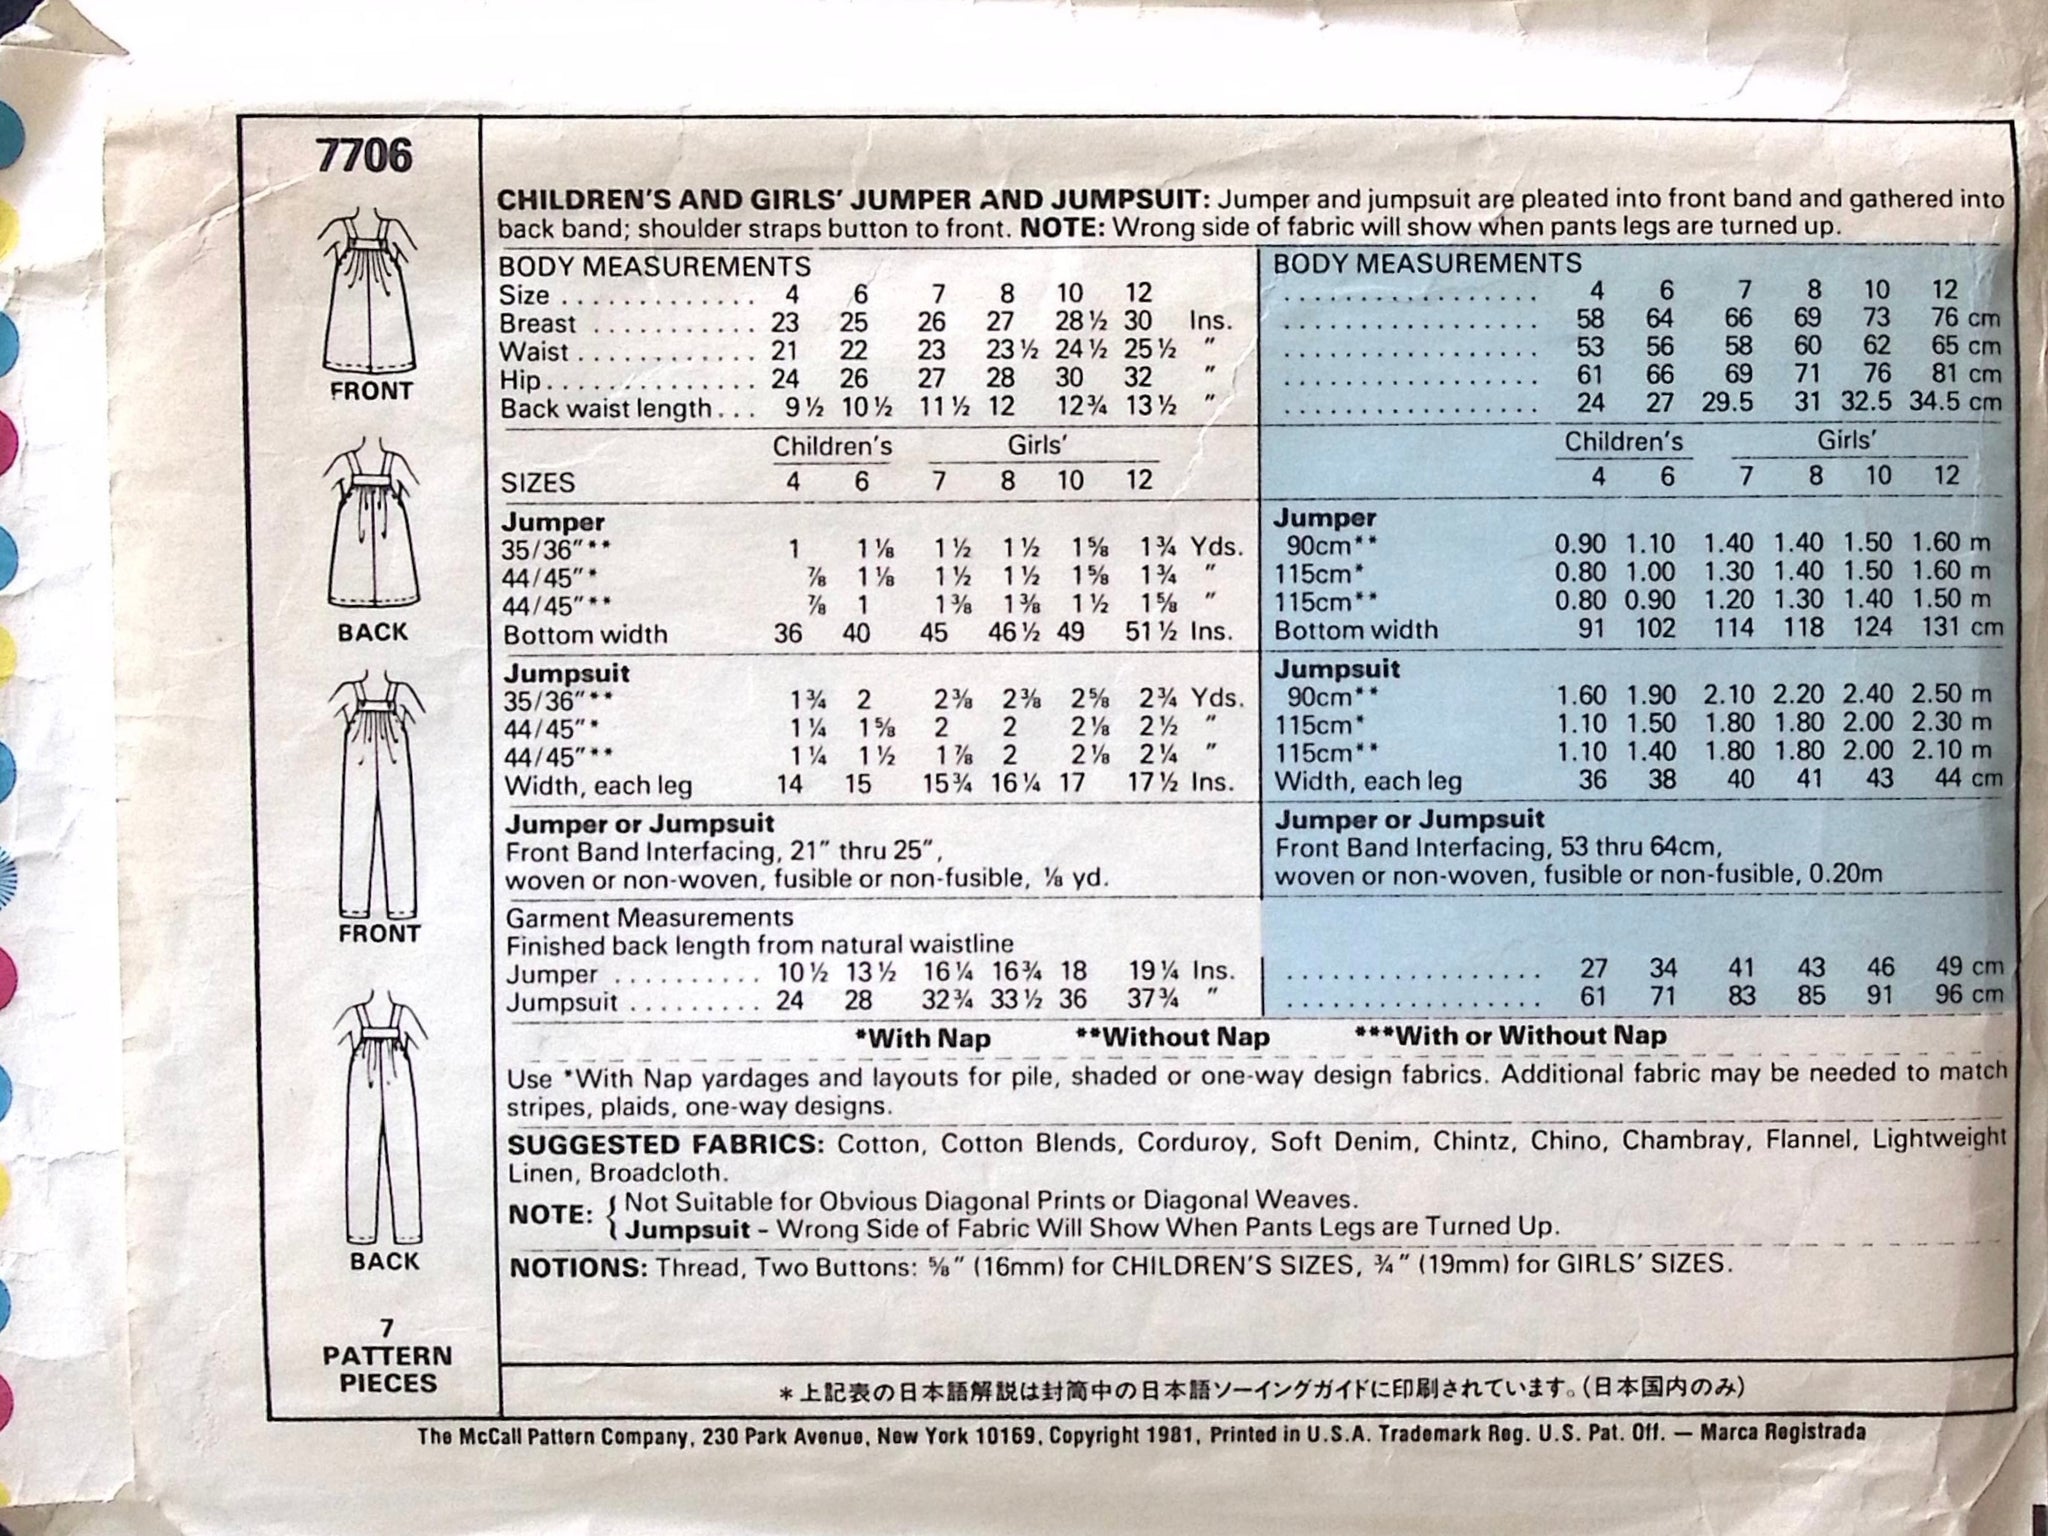 7706
FRONT
BACK
FRONT
BACK
7
PATTERN
PIECES
CHILDREN'S AND GIRLS' JUMPER AND JUMPSUIT: Jumper and jumpsuit are pleated into front band and gathered into
back band; shoulder straps button to front. NOTE: Wrong side of fabric will show when pants legs are turned up.
BODY MEASUREMENTS
Size ............. 4 6 7 8 10 12
Breast ........... 23 25 26 27 28½ 30 Ins.
Waist ............ 21 22 23 23½ 24½ 25½ "
Hip.............. 24 26 27 28 30 32 "
Back waist length... 9½ 10½ 11½ 12 12¾ 13½ "
Children's Girls'
SIZES 4 6 7 8 10 12
Jumper
35/36"** 1 1⅛ 1½ 1½ 1⅝ 1¾ Yds.
44/45"* ⅞ 1⅛ 1½ 1½ 1⅝ 1¾ "
44/45"** ⅞ 1 1⅜ 1⅜ 1½ 1⅝ "
Bottom width 36 40 45 46½ 49 51½ Ins.
Jumpsuit
35/36"** 1¾ 2 2⅜ 2⅜ 2⅝ 2¾ Yds.
44/45"* 1¼ 1⅝ 2 2 2⅛ 2½ "
44/45"** 1¼ 1½ 1⅞ 2 2⅛ 2¼ "
Width, each leg 14 15 15¾ 16¼ 17 17½ Ins.
Jumper or Jumpsuit
Front Band Interfacing, 21" thru 25",
woven or non-woven, fusible or non-fusible, ⅛ yd.
Garment Measurements
Finished back length from natural waistline
Jumper .......... 10½ 13½ 16¼ 16¾ 18 19¼ Ins.
Jumpsuit ......... 24 28 32¾ 33½ 36 37¾ "
BODY MEASUREMENTS
................. 4 6 7 8 10 12
................. 58 64 66 69 73 76 cm
................. 53 56 58 60 62 65 cm
................. 61 66 69 71 76 81 cm
................. 24 27 29.5 31 32.5 34.5 cm
Children's Girls'
4 6 7 8 10 12
Jumper
90cm** 0.90 1.10 1.40 1.40 1.50 1.60 m
115cm* 0.80 1.00 1.30 1.40 1.50 1.60 m
115cm** 0.80 0.90 1.20 1.30 1.40 1.50 m
Bottom width 91 102 114 118 124 131 cm
Jumpsuit
90cm** 1.60 1.90 2.10 2.20 2.40 2.50 m
115cm* 1.10 1.50 1.80 1.80 2.00 2.30 m
115cm** 1.10 1.40 1.80 1.80 2.00 2.10 m
Width, each leg 36 38 40 41 43 44 cm
Jumper or Jumpsuit
Front Band Interfacing, 53 thru 64cm,
woven or non-woven, fusible or non-fusible, 0.20m
................. 27 34 41 43 46 49 cm
................. 61 71 83 85 91 96 cm
*With Nap **Without Nap ***With or Without Nap
Use *With Nap yardages and layouts for pile, shaded or one-way design fabrics. Additional fabric may be needed to match
stripes, plaids, one-way designs.
SUGGESTED FABRICS: Cotton, Cotton Blends, Corduroy, Soft Denim, Chintz, Chino, Chambray, Flannel, Lightweight
Linen, Broadcloth.
NOTE: { Not Suitable for Obvious Diagonal Prints or Diagonal Weaves.
Jumpsuit – Wrong Side of Fabric Will Show When Pants Legs are Turned Up.
NOTIONS: Thread, Two Buttons: ⅝" (16mm) for CHILDREN'S SIZES, ¾" (19mm) for GIRLS' SIZES.
*上記表の日本語解説は封筒中の日本語ソーイングガイドに印刷されています。(日本国内のみ)
The McCall Pattern Company, 230 Park Avenue, New York 10169, Copyright 1981, Printed in U.S.A. Trademark Reg. U.S. Pat. Off. — Marca Registrada